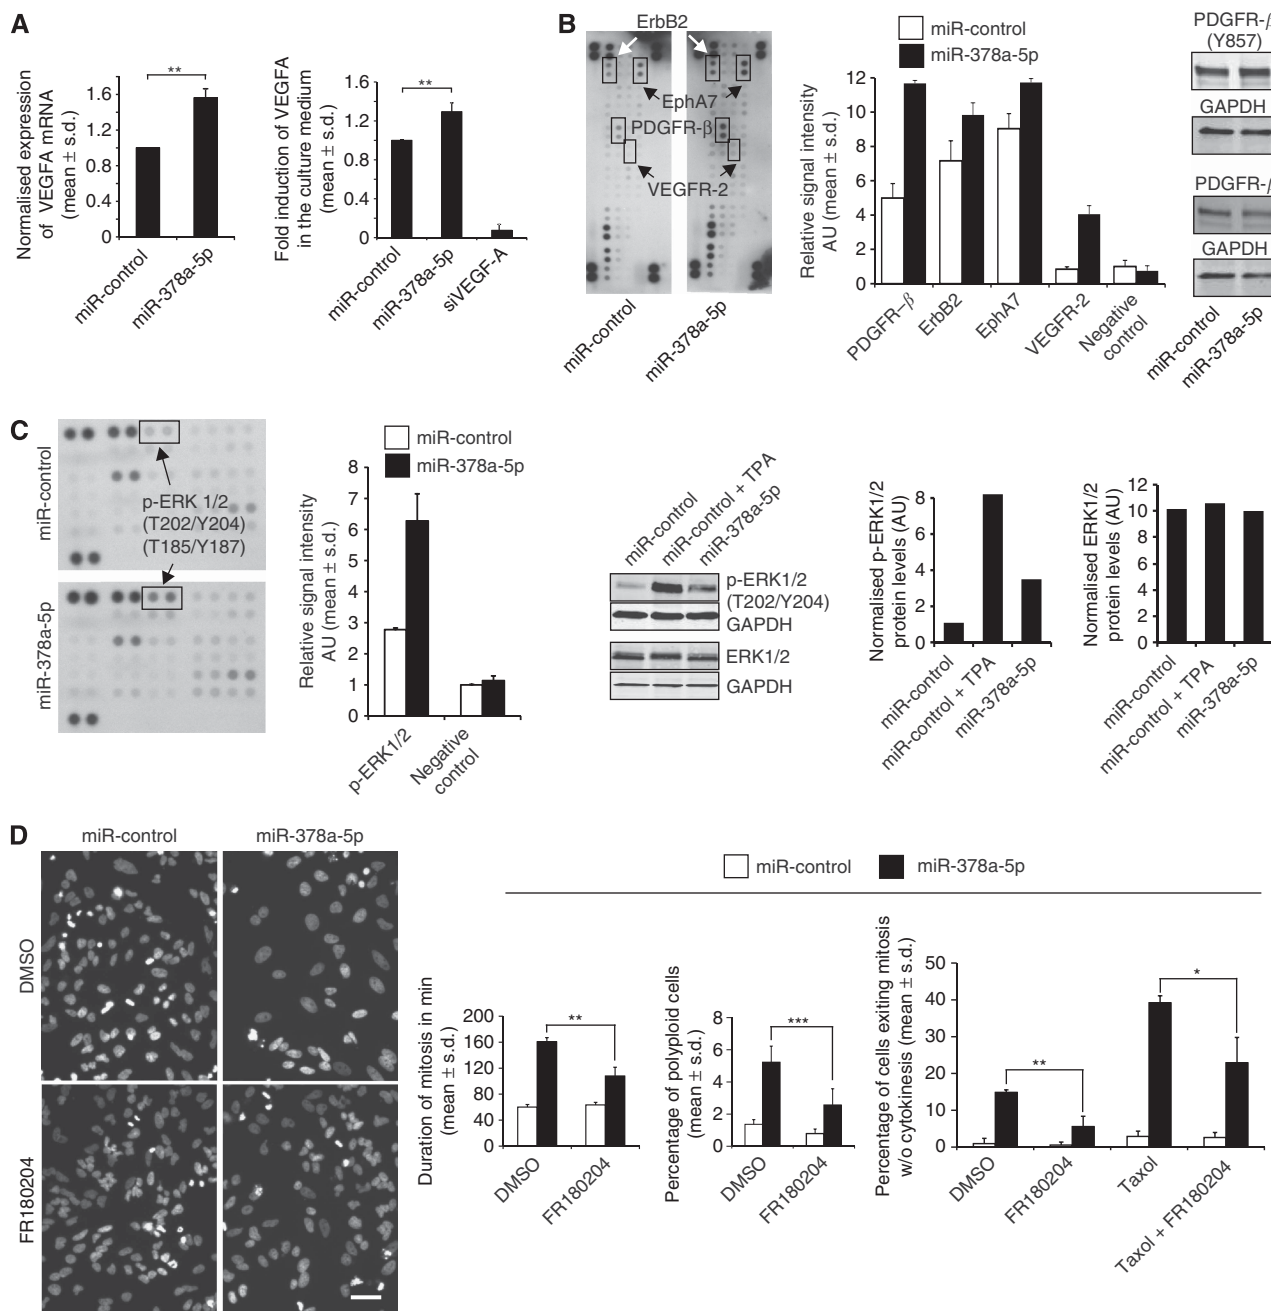 A
Normalised expression
of VEGFA mRNA
(mean ± s.d.)
1.6
1.2
0.8
0.4
0
**
miR-control
miR-378a-5p
Fold induction of VEGFA
in the culture medium
(mean ± s.d.)
1.6
1.2
0.8
0.4
0
**
miR-control
miR-378a-5p
siVEGF-A
B
ErbB2
EphA7
PDGFR-β
VEGFR-2
miR-control
miR-378a-5p
miR-control
miR-378a-5p
Relative signal intensity
AU (mean ± s.d.)
12
10
8
6
4
2
0
PDGFR-β
ErbB2
EphA7
VEGFR-2
Negative
control
PDGFR-β
(Y857)
GAPDH
PDGFR-β
GAPDH
miR-control
miR-378a-5p
C
miR-control
miR-378a-5p
p-ERK 1/2
(T202/Y204)
(T185/Y187)
miR-control
miR-378a-5p
Relative signal intensity
AU (mean ± s.d.)
8
7
6
5
4
3
2
1
0
p-ERK1/2
Negative
control
miR-control
miR-control + TPA
miR-378a-5p
p-ERK1/2
(T202/Y204)
GAPDH
ERK1/2
GAPDH
Normalised p-ERK1/2
protein levels (AU)
8
6
4
2
0
miR-control
miR-control + TPA
miR-378a-5p
Normalised ERK1/2
protein levels (AU)
12
10
8
6
4
2
0
miR-control
miR-control + TPA
miR-378a-5p
D
miR-control
miR-378a-5p
DMSO
FR180204
miR-control
miR-378a-5p
Duration of mitosis in min
(mean ± s.d.)
200
160
120
80
40
0
**
DMSO
FR180204
Percentage of polyploid cells
(mean ± s.d.)
8
6
4
2
0
***
DMSO
FR180204
Percentage of cells exiting mitosis
w/o cytokinesis (mean ± s.d.)
50
40
30
20
10
0
**
*
DMSO
FR180204
Taxol
Taxol + FR180204